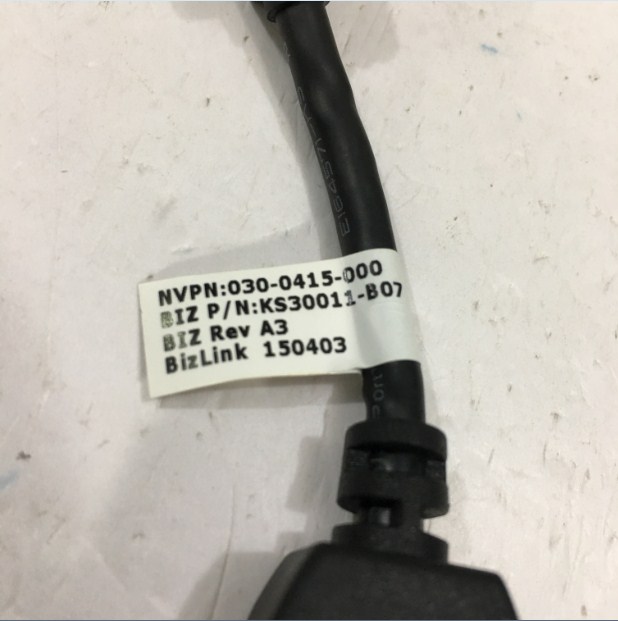 NVPN:030-0415-000
BIZ P/N:KS30011-B07
BIZ Rev A3
BizLink 150403